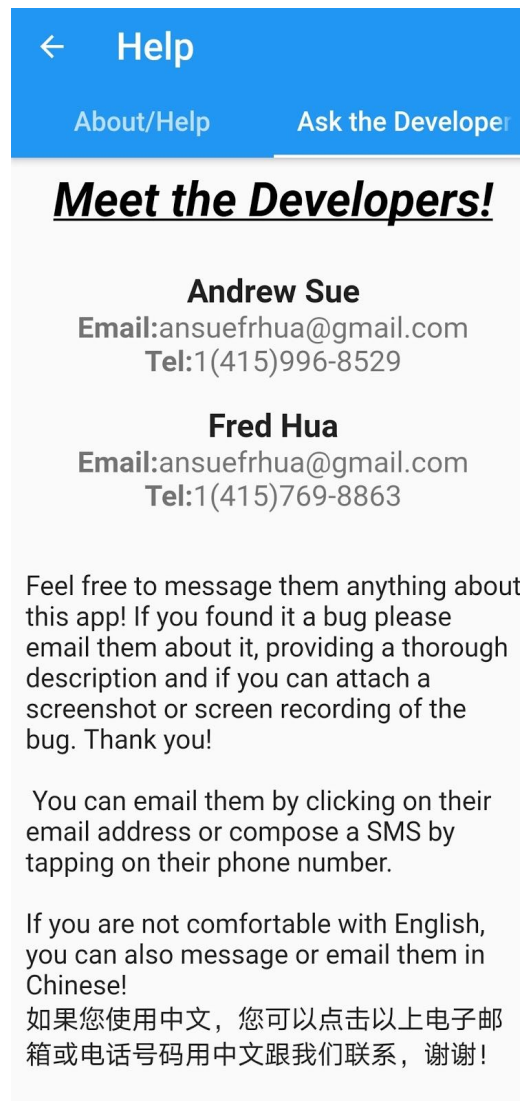 Help
About/Help
Ask the Developer
Meet the Developers!
Andrew Sue
Email:ansuefrhua@gmail.com
Tel:1(415)996-8529
Fred Hua
Email:ansuefrhua@gmail.com
Tel:1(415)769-8863
Feel free to message them anything about
this app! If you found it a bug please
email them about it, providing a thorough
description and if you can attach a
screenshot or screen recording of the
bug. Thank you!
You can email them by clicking on their
email address or compose a SMS by
tapping on their phone number.
If you are not comfortable with English,
you can also message or email them in
Chinese!
如果您使用中文，您可以点击以上电子邮
箱或电话号码用中文跟我们联系，谢谢！